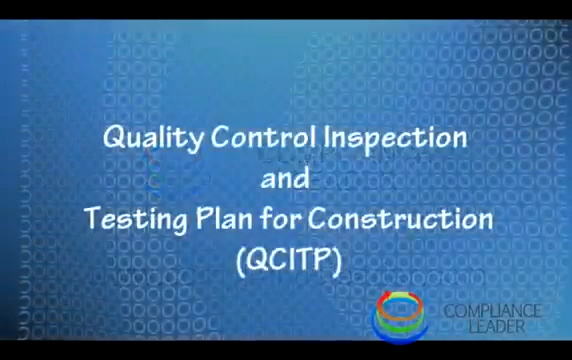 Quality Control Inspection
and
Testing Plan for Construction
(QCITP)
COMPLIANCE
LEADER